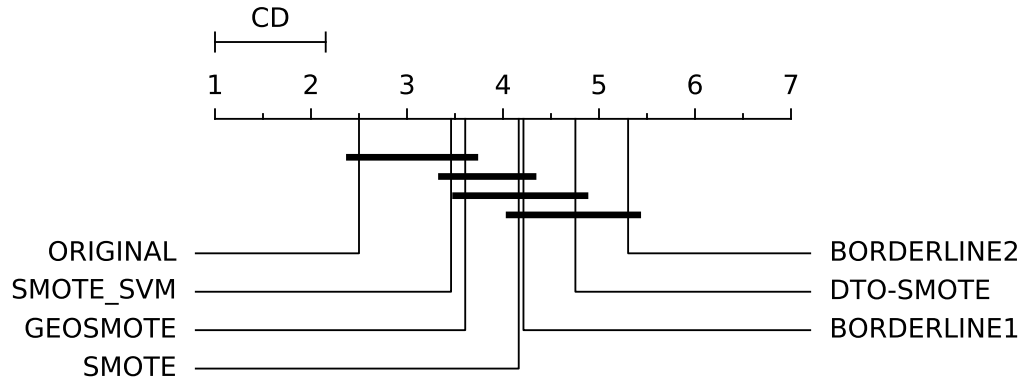 CD
1 2 3 4 5 6 7
ORIGINAL BORDERLINE2
SMOTE_SVM DTO-SMOTE
GEOSMOTE BORDERLINE1
SMOTE